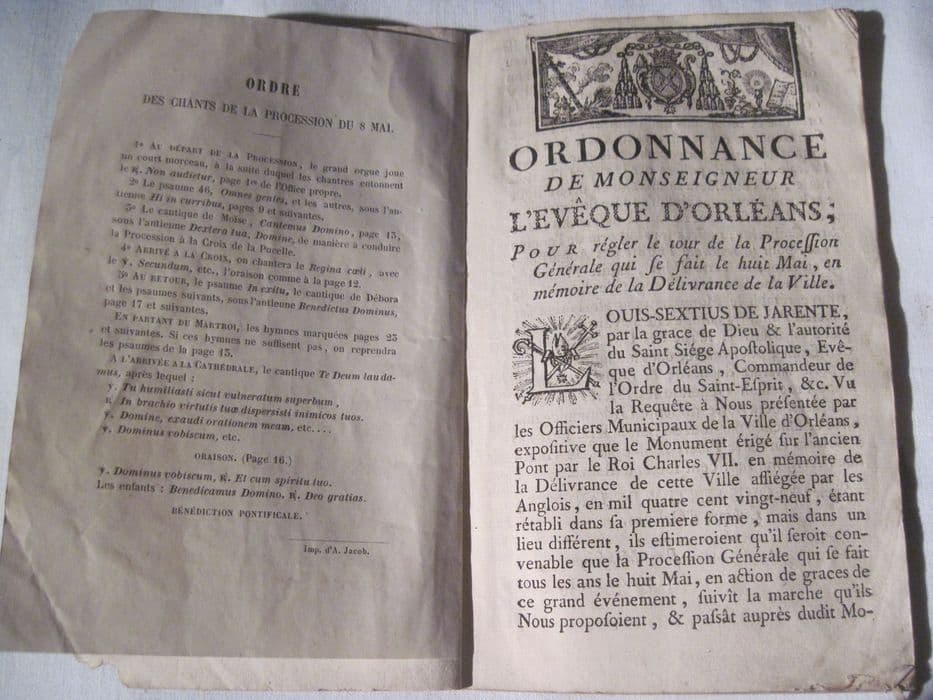 ORDRE
DES CHANTS DE LA PROCESSION DU 8 MAI.
1º AU DÉPART DE LA PROCESSION, le grand orgue joue
un court morceau, à la suite duquel les chantres entonnent
le ℟. Non audietur, page 1re de l'Office propre.
2º Le psaume 46, Omnes gentes, et les autres, sous l'an-
tienne Hi in curribus, pages 9 et suivantes.
3º Le cantique de Moïse, Cantemus Domino, page 15,
sous l'antienne Dextera tua, Domine, de manière à conduire
la Procession à la Croix de la Pucelle.
4º ARRIVÉ A LA CROIX, on chantera le Regina cœli, avec
le ℣. Secundum, etc., l'oraison comme à la page 12.
5º AU RETOUR, le psaume In exitu, le cantique de Débora
et les psaumes suivants, sous l'antienne Benedictus Dominus,
page 17 et suivantes.
EN PARTANT DU MARTROI, les hymnes marquées pages 25
et suivantes. Si ces hymnes ne suffisent pas, on reprendra
les psaumes de la page 15.
A L'ARRIVÉE A LA CATHÉDRALE, le cantique Te Deum lauda-
mus, après lequel :
℣. Tu humiliasti sicut vulneratum superbum,
℟. In brachio virtutis tuæ dispersisti inimicos tuos.
℣. Domine, exaudi orationem meam, etc....
℣. Dominus vobiscum, etc.
ORAISON. (Page 16.)
℣. Dominus vobiscum, ℟. Et cum spiritu tuo.
Les enfants : Benedicamus Domino, ℟. Deo gratias.
BÉNÉDICTION PONTIFICALE.
Imp. d'A. Jacob.
ORDONNANCE
DE MONSEIGNEUR
L'EVÊQUE D'ORLÉANS;
POUR régler le tour de la Proceſſion
Générale qui ſe fait le huit Mai, en
mémoire de la Délivrance de la Ville.
LOUIS-SEXTIUS DE JARENTE,
par la grace de Dieu & l'autorité
du Saint Siége Apoſtolique, Evê-
que d'Orléans, Commandeur de
l'Ordre du Saint-Eſprit, &c. Vu
la Requête à Nous préſentée par
les Officiers Municipaux de la Ville d'Orléans,
expoſitive que le Monument érigé ſur l'ancien
Pont par le Roi Charles VII. en mémoire de
la Délivrance de cette Ville aſſiégée par les
Anglois, en mil quatre cent vingt-neuf, étant
rétabli dans ſa premiere forme, mais dans un
lieu différent, ils eſtimeroient qu'il ſeroit con-
venable que la Proceſſion Générale qui ſe fait
tous les ans le huit Mai, en action de graces de
ce grand événement, ſuivît la marche qu'ils
Nous propoſoient, & paſſât auprès dudit Mo-